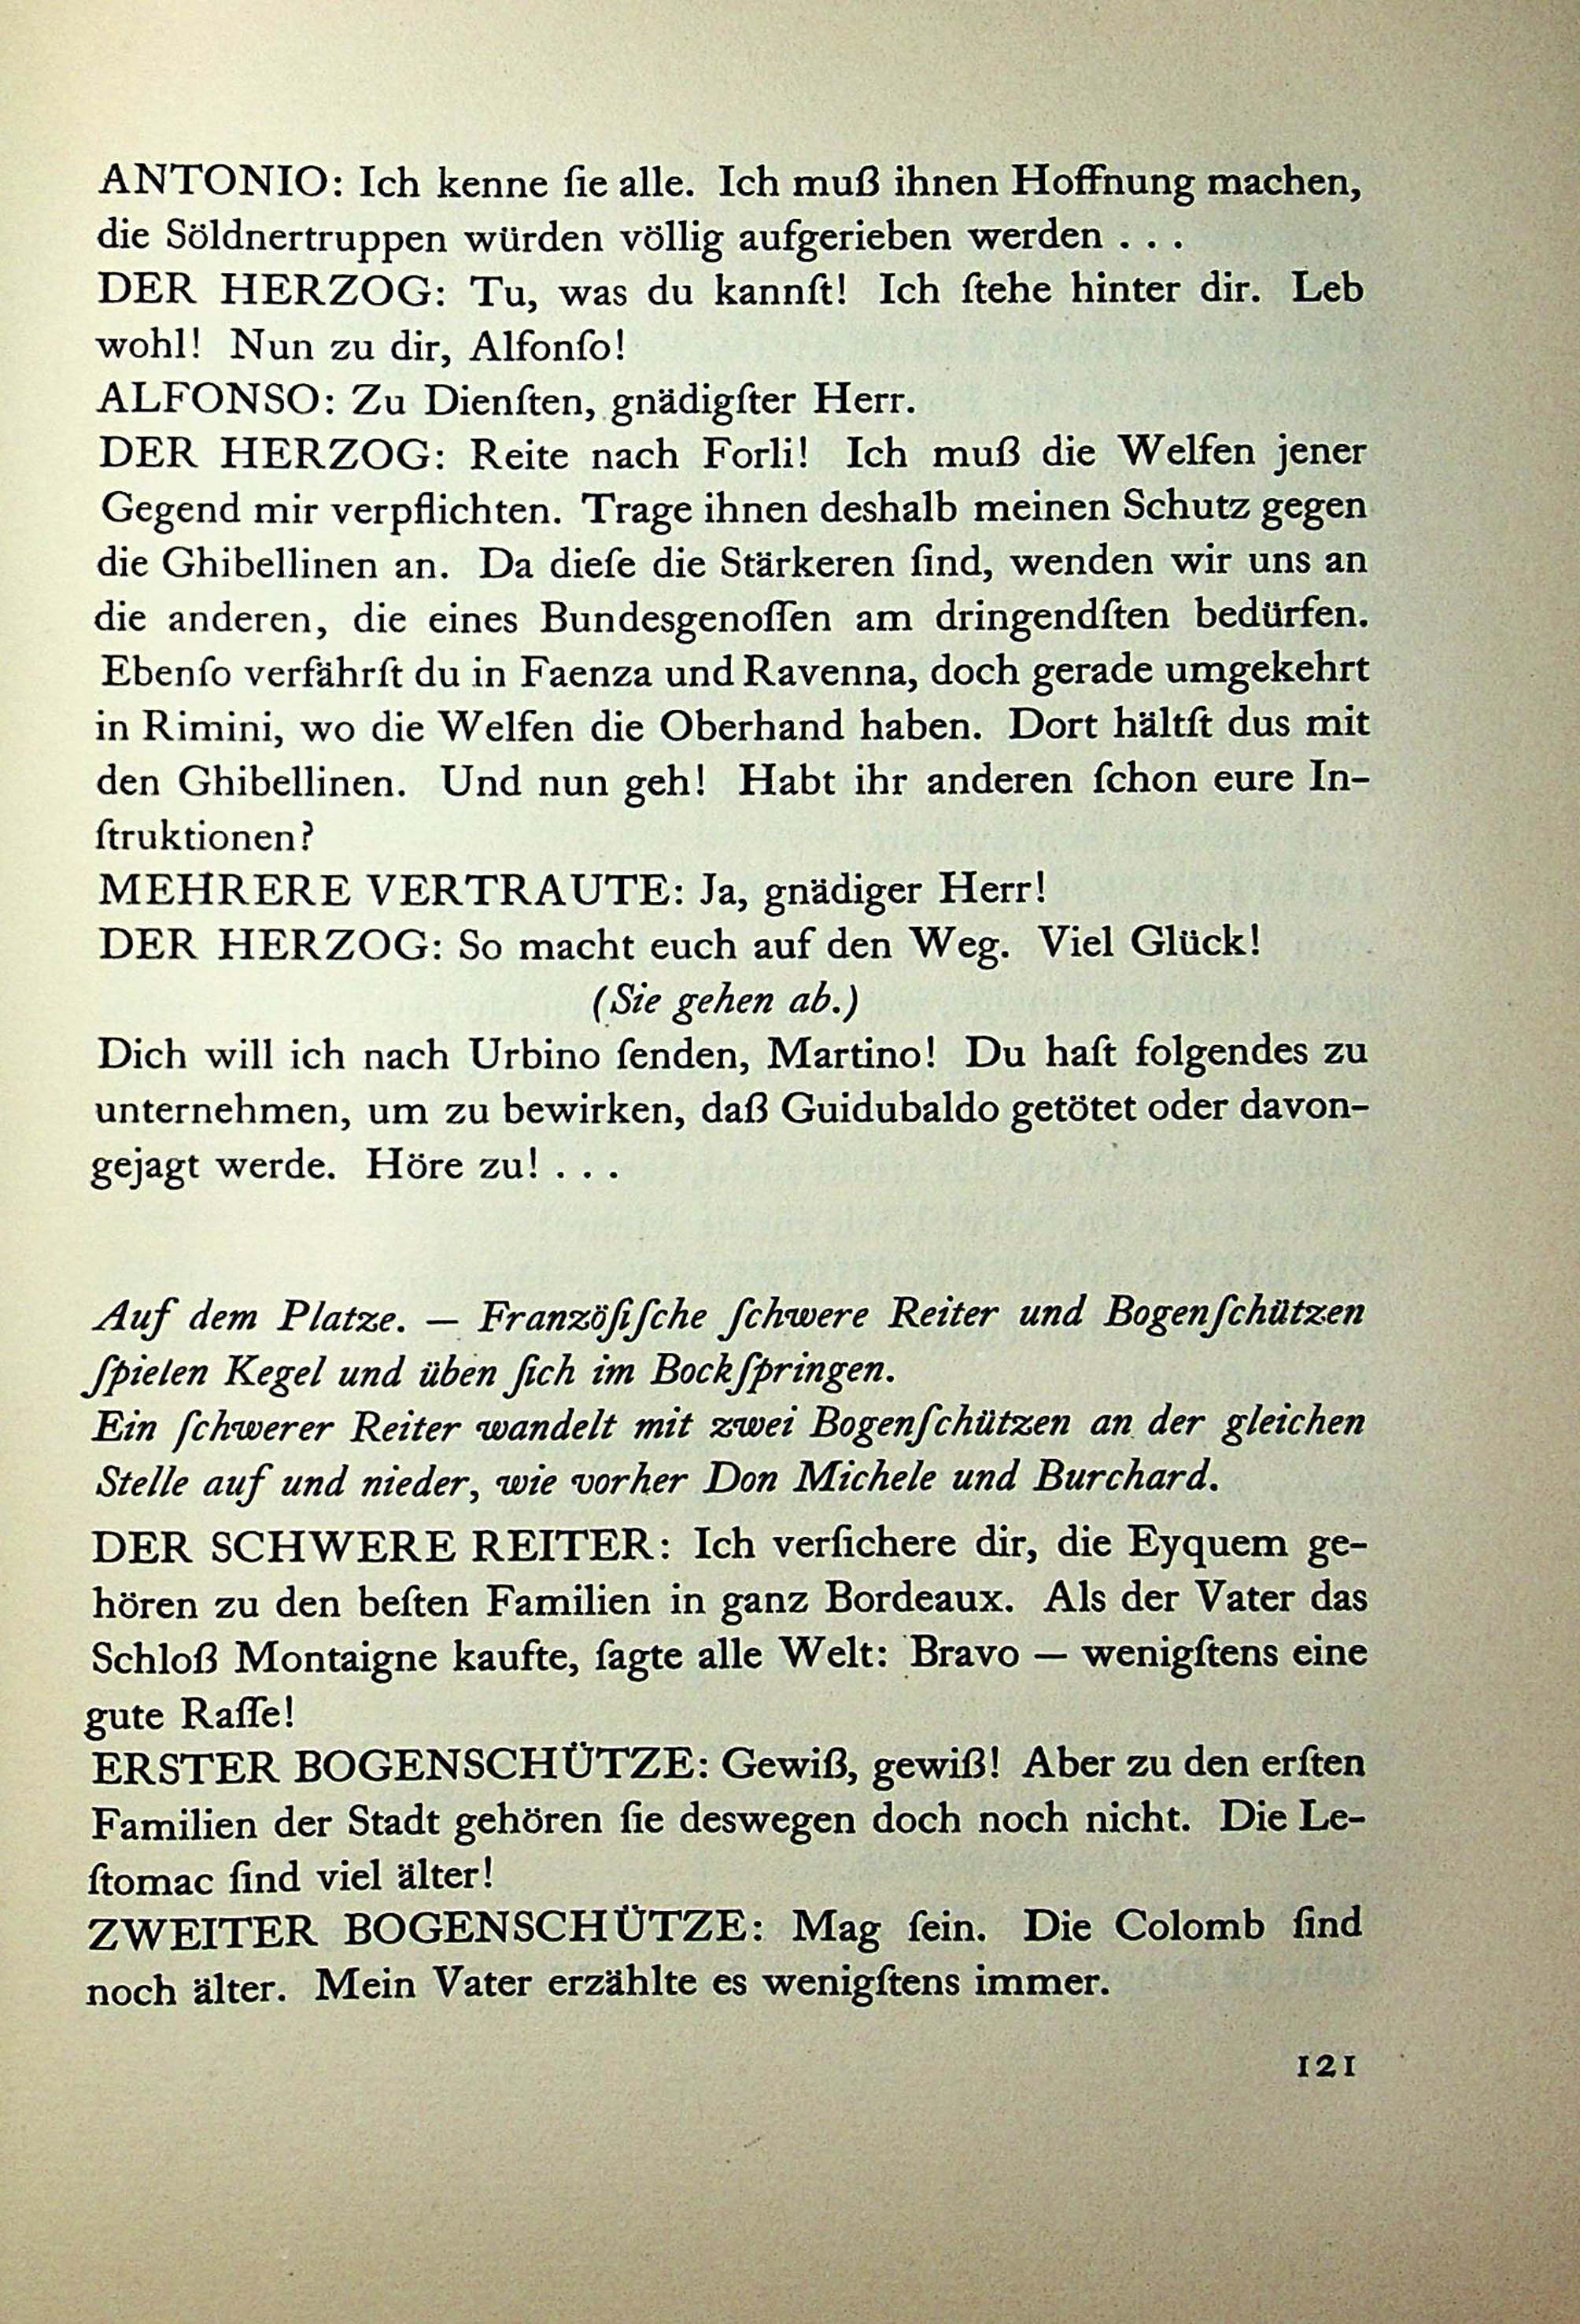 ANTONIO: Ich kenne ſie alle. Ich muß ihnen Hoffnung machen,
die Söldnertruppen würden völlig aufgerieben werden . . .
DER HERZOG: Tu, was du kannſt! Ich ſtehe hinter dir. Leb
wohl! Nun zu dir, Alfonſo!
ALFONSO: Zu Dienſten, gnädigſter Herr.
DER HERZOG: Reite nach Forli! Ich muß die Welfen jener
Gegend mir verpflichten. Trage ihnen deshalb meinen Schutz gegen
die Ghibellinen an. Da dieſe die Stärkeren ſind, wenden wir uns an
die anderen, die eines Bundesgenoſſen am dringendſten bedürfen.
Ebenſo verfährſt du in Faenza und Ravenna, doch gerade umgekehrt
in Rimini, wo die Welfen die Oberhand haben. Dort hältſt dus mit
den Ghibellinen. Und nun geh! Habt ihr anderen ſchon eure In-
ſtruktionen?
MEHRERE VERTRAUTE: Ja, gnädiger Herr!
DER HERZOG: So macht euch auf den Weg. Viel Glück!
(Sie gehen ab.)
Dich will ich nach Urbino ſenden, Martino! Du haſt folgendes zu
unternehmen, um zu bewirken, daß Guidubaldo getötet oder davon-
gejagt werde. Höre zu! . . .
Auf dem Platze. — Franzöſiſche ſchwere Reiter und Bogenſchützen
ſpielen Kegel und üben ſich im Bockſpringen.
Ein ſchwerer Reiter wandelt mit zwei Bogenſchützen an der gleichen
Stelle auf und nieder, wie vorher Don Michele und Burchard.
DER SCHWERE REITER: Ich verſichere dir, die Eyquem ge-
hören zu den beſten Familien in ganz Bordeaux. Als der Vater das
Schloß Montaigne kaufte, ſagte alle Welt: Bravo — wenigſtens eine
gute Raſſe!
ERSTER BOGENSCHÜTZE: Gewiß, gewiß! Aber zu den erſten
Familien der Stadt gehören ſie deswegen doch noch nicht. Die Le-
ſtomac ſind viel älter!
ZWEITER BOGENSCHÜTZE: Mag ſein. Die Colomb ſind
noch älter. Mein Vater erzählte es wenigſtens immer.
121